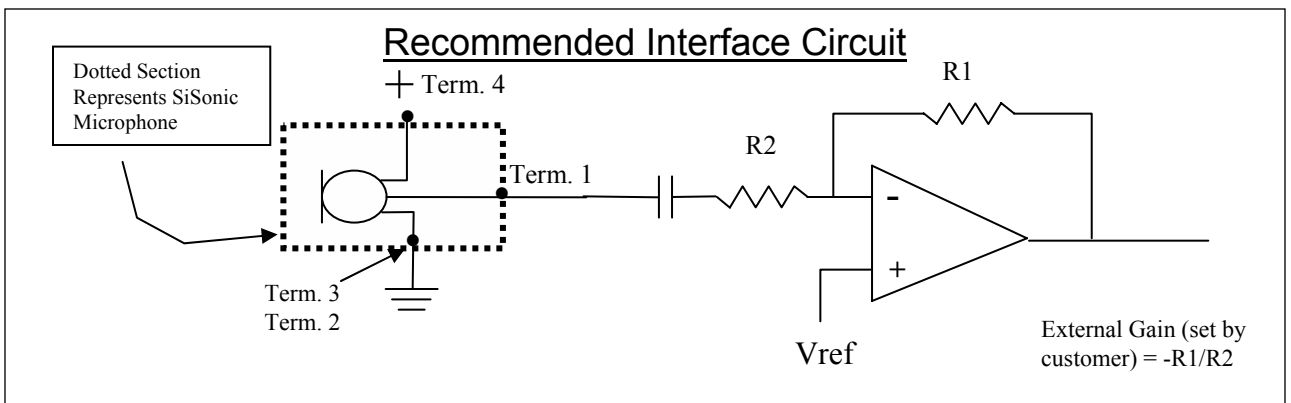 Recommended Interface Circuit
Dotted Section
Represents SiSonic
Microphone
+ Term. 4
Term. 1
Term. 3
Term. 2
R2
R1
-
+
Vref
External Gain (set by
customer) = -R1/R2